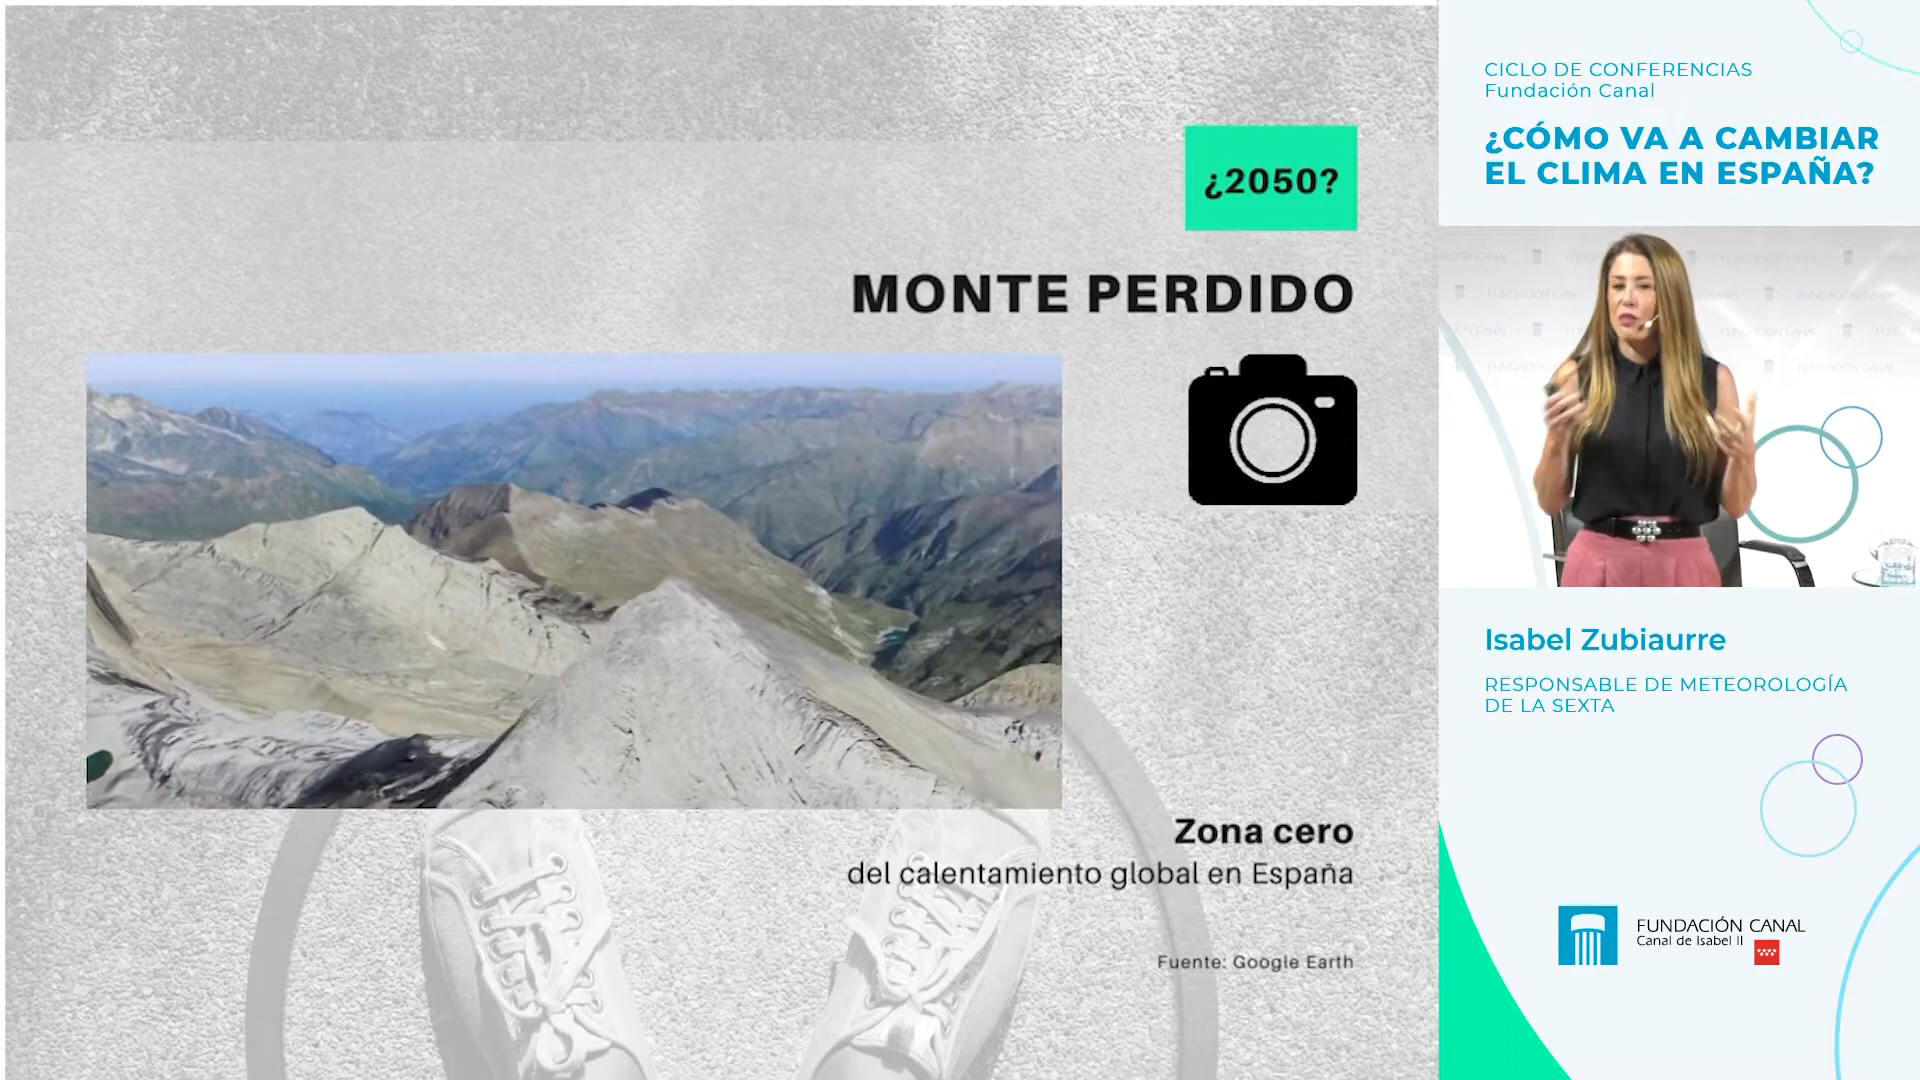 ¿2050?
MONTE PERDIDO
Zona cero
del calentamiento global en España
Fuente: Google Earth
CICLO DE CONFERENCIAS
Fundación Canal
¿CÓMO VA A CAMBIAR
EL CLIMA EN ESPAÑA?
FUNDACIÓN CANAL
Isabel Zubiaurre
RESPONSABLE DE METEOROLOGÍA
DE LA SEXTA
FUNDACIÓN CANAL
Canal de Isabel II